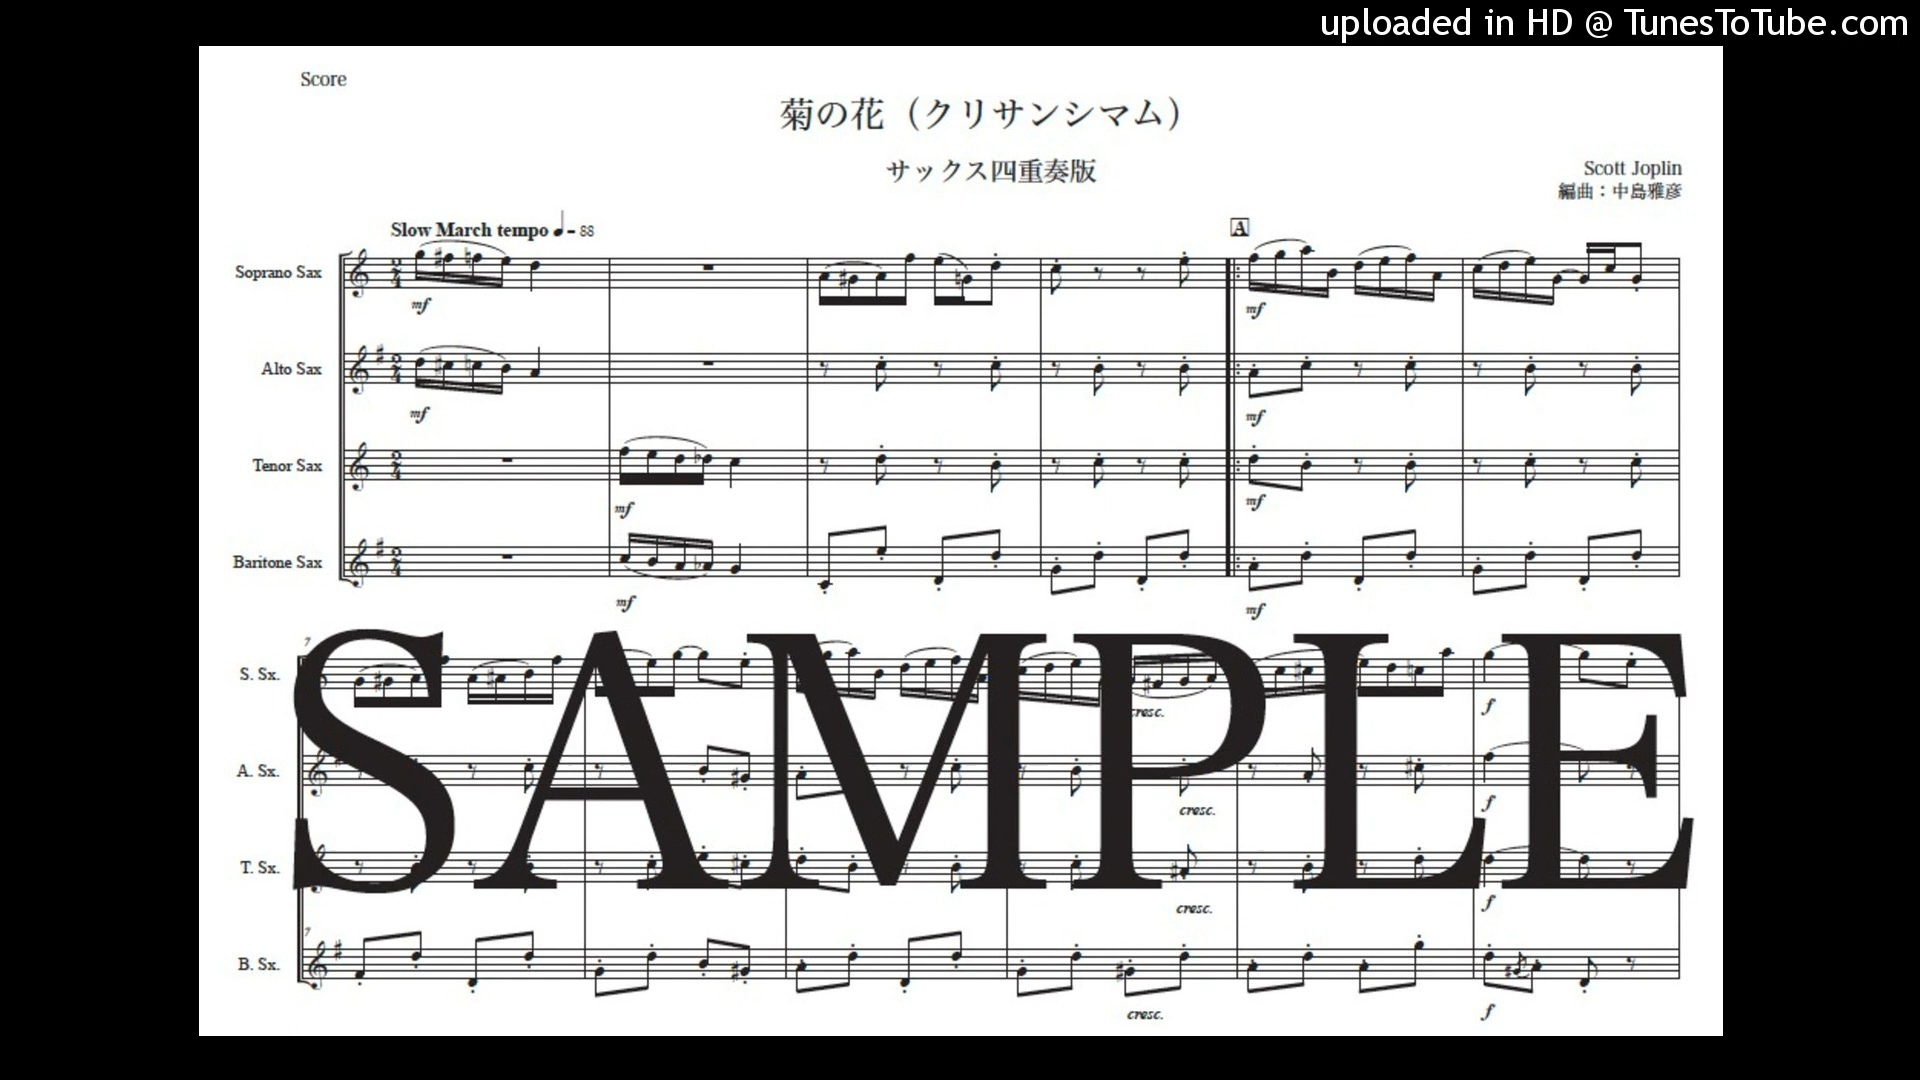 uploaded in HD @ TunesToTube.com
Score
菊の花（クリサンシマム）
サックス四重奏版
Scott Joplin
編曲：中島雅彦
Slow March tempo ♩= 88
A
Soprano Sax
mf
mf
Alto Sax
mf
mf
Tenor Sax
mf
mf
Baritone Sax
mf
mf
SAMPLE
7
S. Sx.
cresc.
f
A. Sx.
cresc.
f
T. Sx.
cresc.
f
7
B. Sx.
cresc.
f